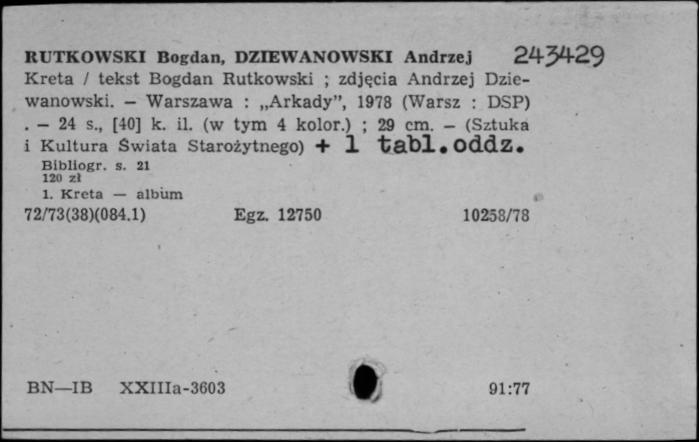 RUTKOWSKI Bogdan, DZIEWANOWSKI Andrzej 243429
Kreta / tekst Bogdan Rutkowski ; zdjęcia Andrzej Dzie-
wanowski. — Warszawa : „Arkady”, 1978 (Warsz : DSP)
. — 24 s., [40] k. il. (w tym 4 kolor.) ; 29 cm. — (Sztuka
i Kultura Świata Starożytnego) + 1 tabl.oddz.
Bibliogr. s. 21
120 zł
1. Kreta — album
72/73(38)(084.1) Egz. 12750 10258/78
BN—IB XXIIIa-3603 91:77